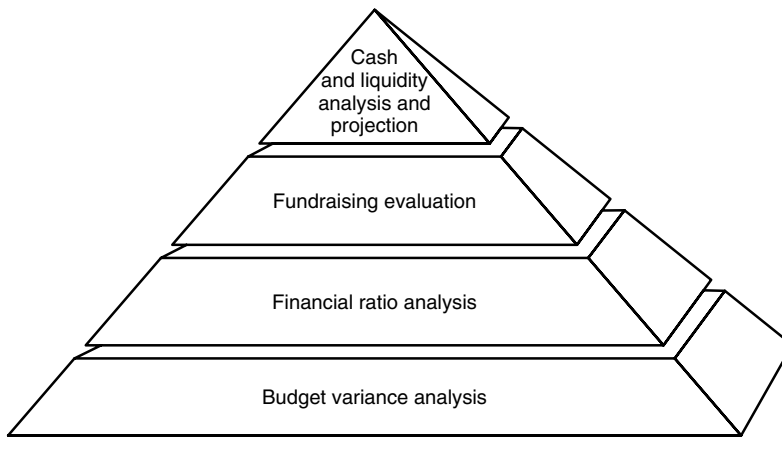 Cash
and liquidity
analysis and
projection
Fundraising evaluation
Financial ratio analysis
Budget variance analysis